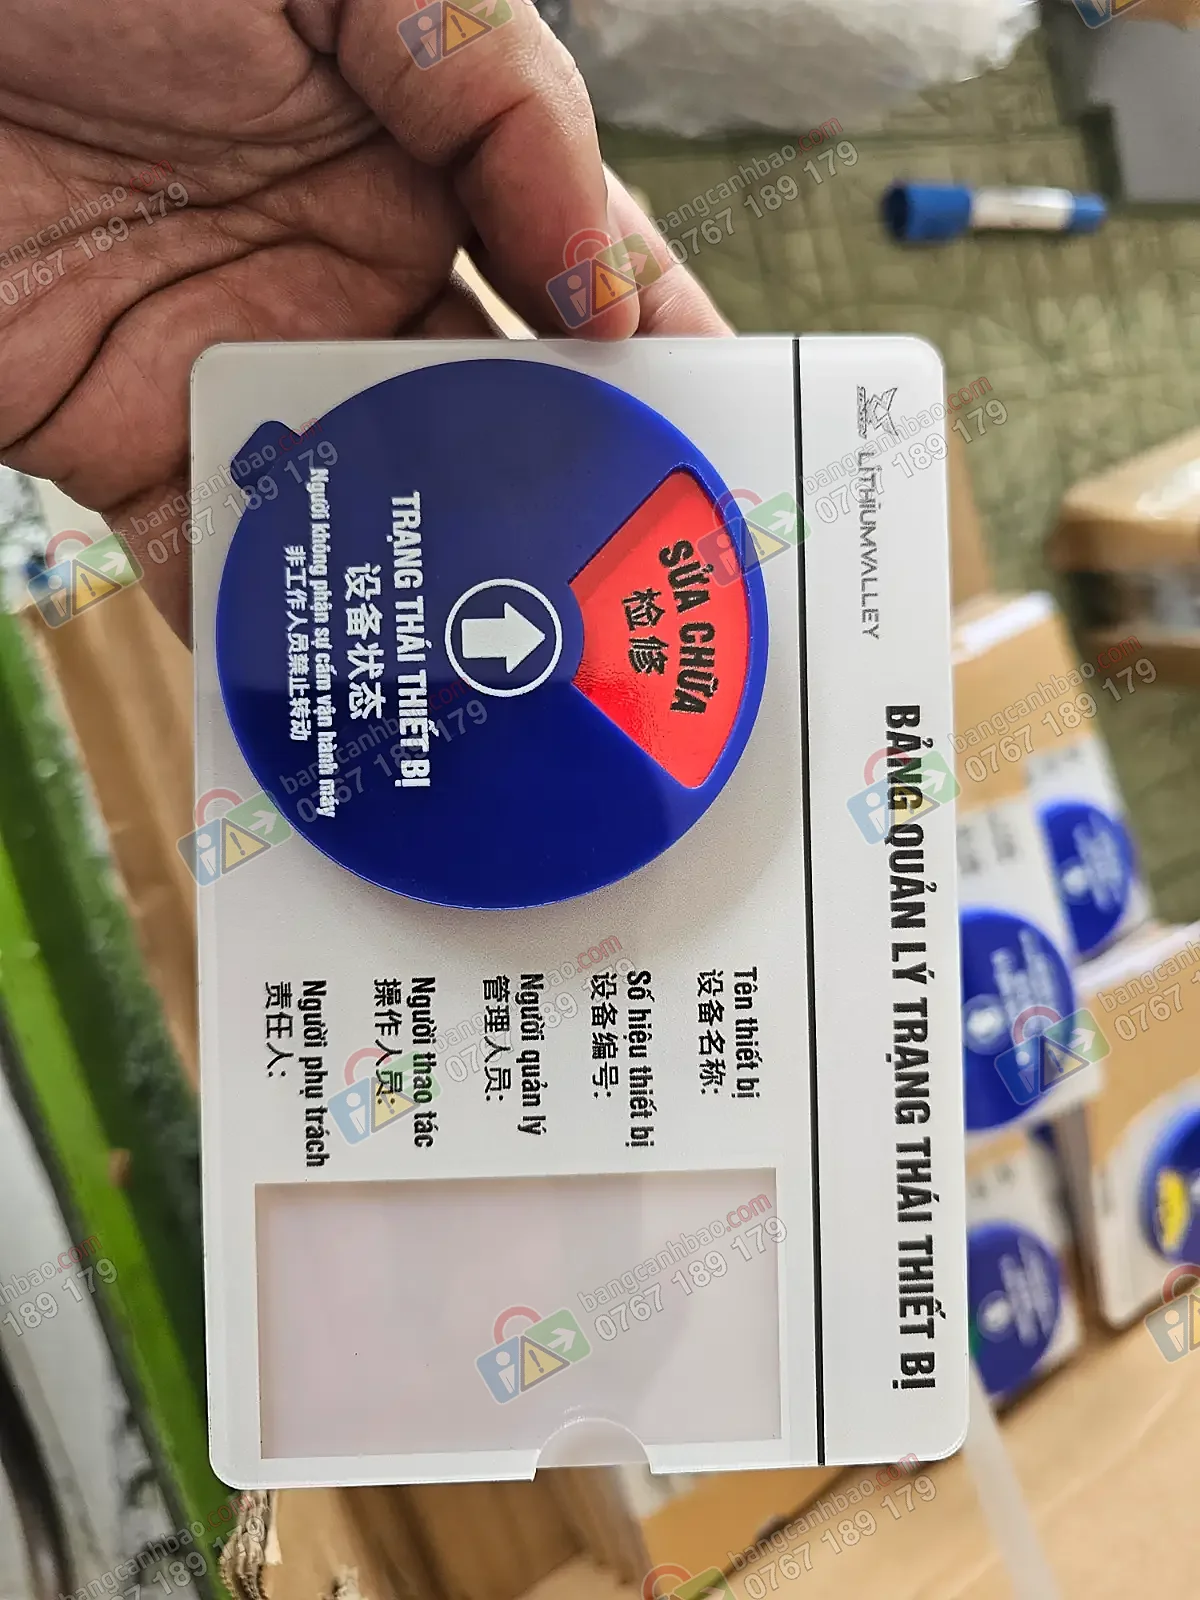 LITHIUMVALLEY
BẢNG QUẢN LÝ TRẠNG THÁI THIẾT BỊ
SỬA CHỮA
检修
TRẠNG THÁI THIẾT BỊ
设备状态
Người không phận sự cấm vận hành máy
非工作人员禁止转动
Tên thiết bị
设备名称:
Số hiệu thiết bị
设备编号:
Người quản lý
管理人员:
Người thao tác
操作人员:
Người phụ trách
责任人:
bangcanhbao.com
0767 189 179